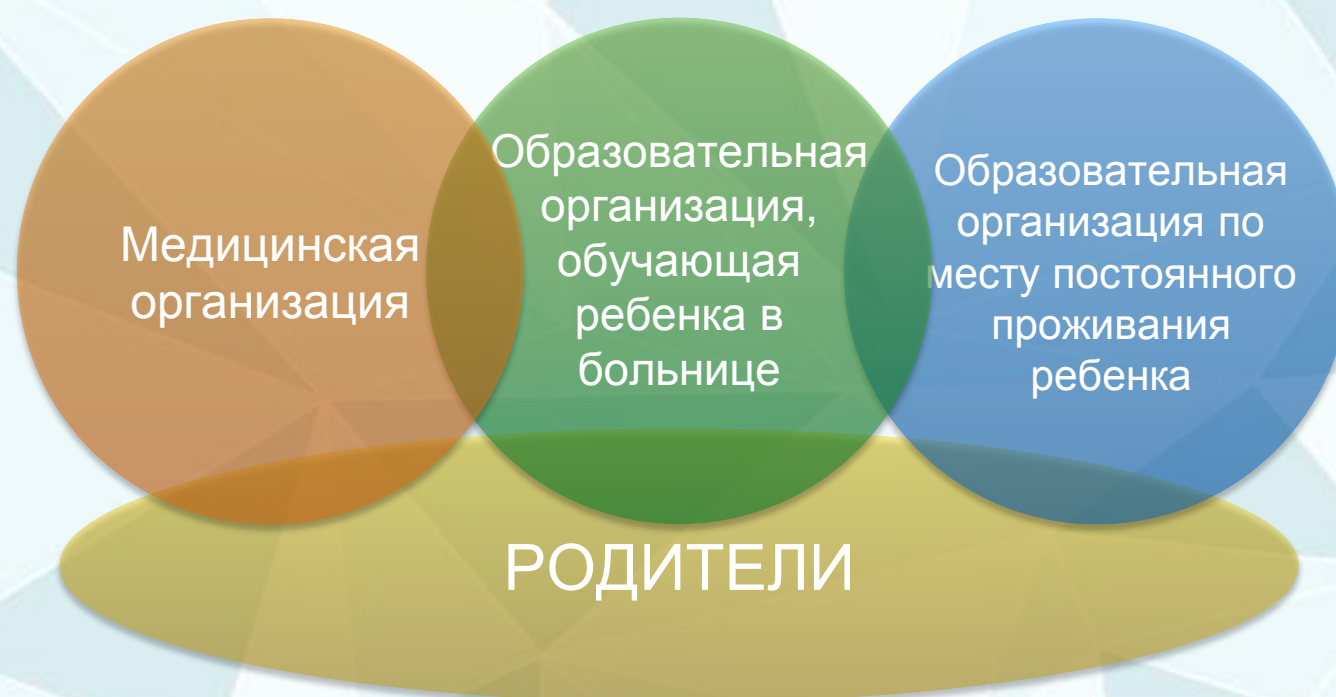 Медицинская
организация
Образовательная
организация,
обучающая
ребенка в
больнице
Образовательная
организация по
месту постоянного
проживания
ребенка
РОДИТЕЛИ